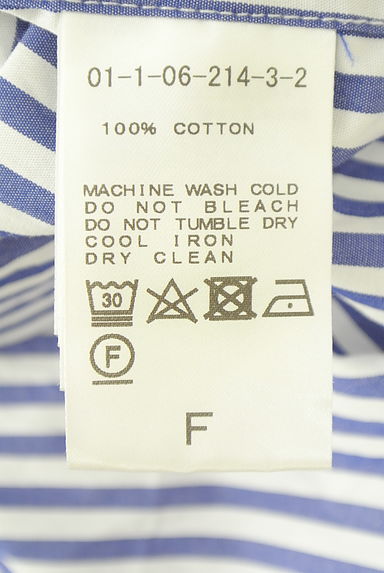 01-1-06-214-3-2
100% COTTON
MACHINE WASH COLD
DO NOT BLEACH
DO NOT TUMBLE DRY
COOL IRON
DRY CLEAN
30
F
F